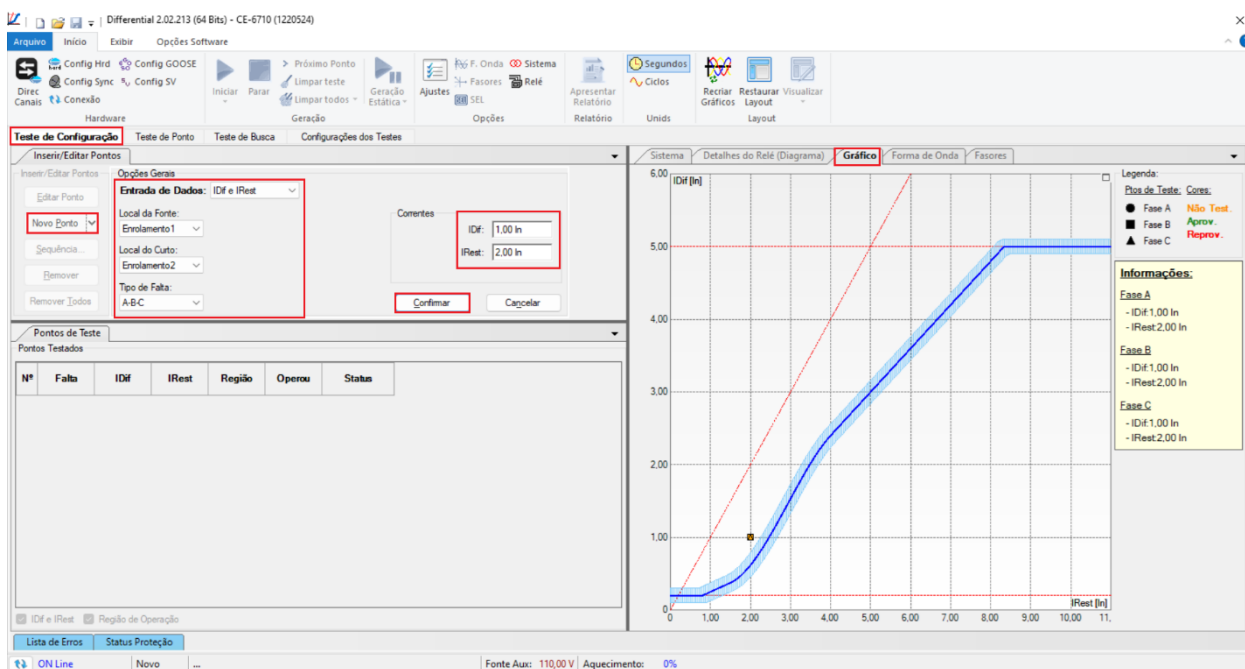 Differential 2.02.213 (64 Bits) - CE-6710 (1220524)
Arquivo Início Exibir Opções Software
Direc Canais
Config Hrd
Config Sync
Conexão
Config GOOSE
Config SV
Hardware
Iniciar
Parar
Próximo Ponto
Limpar teste
Limpar todos
Geração Estática
Geração
Ajustes
F. Onda
Fasores
SEL
Sistema
Relé
Opções
Apresentar Relatório
Relatório
Segundos
Ciclos
Unids
Recriar Gráficos
Restaurar Layout
Visualizar
Layout
Teste de Configuração Teste de Ponto Teste de Busca Configurações dos Testes
Inserir/Editar Pontos
Inserir/Editar Pontos
Editar Ponto
Novo Ponto
Sequência...
Remover
Remover Todos
Opções Gerais
Entrada de Dados: IDif e IRest
Local da Fonte:
Enrolamento1
Local do Curto:
Enrolamento2
Tipo de Falta:
A-B-C
Correntes
IDif: 1,00 In
IRest: 2,00 In
Confirmar Cancelar
Pontos de Teste
Pontos Testados
Nº Falta IDif IRest Região Operou Status
IDif e IRest Região de Operação
Sistema Detalhes do Relé (Diagrama) Gráfico Forma de Onda Fasores
IDif [In]
6,00
5,00
4,00
3,00
2,00
1,00
0
0 1,00 2,00 3,00 4,00 5,00 6,00 7,00 8,00 9,00 10,00 11,
IRest [In]
Legenda:
Ptos de Teste: Cores:
Fase A Não Test.
Fase B Aprov.
Fase C Reprov.
Informações:
Fase A
- IDif:1,00 In
- IRest:2,00 In
Fase B
- IDif:1,00 In
- IRest:2,00 In
Fase C
- IDif:1,00 In
- IRest:2,00 In
Lista de Erros Status Proteção
ON Line Novo ... Fonte Aux: 110,00 V Aquecimento: 0%